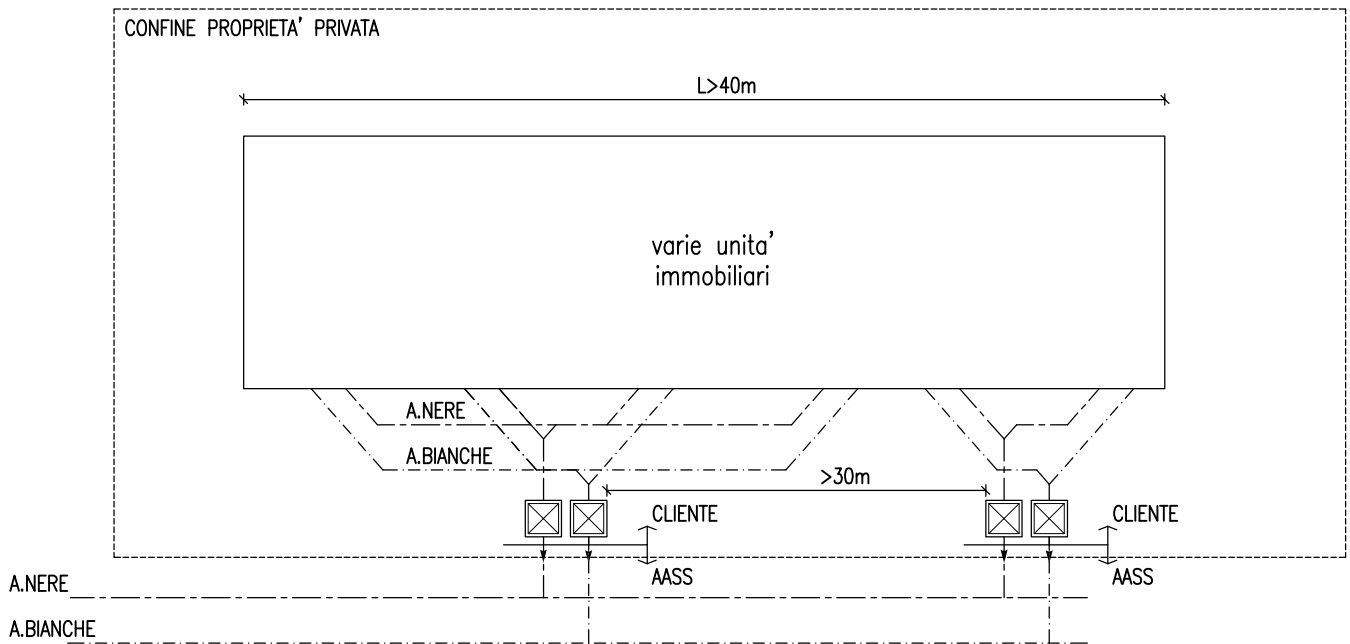 CONFINE PROPRIETA' PRIVATA
L>40m
varie unita'
immobiliari
A.NERE
A.BIANCHE
>30m
CLIENTE
CLIENTE
AASS
AASS
A.NERE
A.BIANCHE